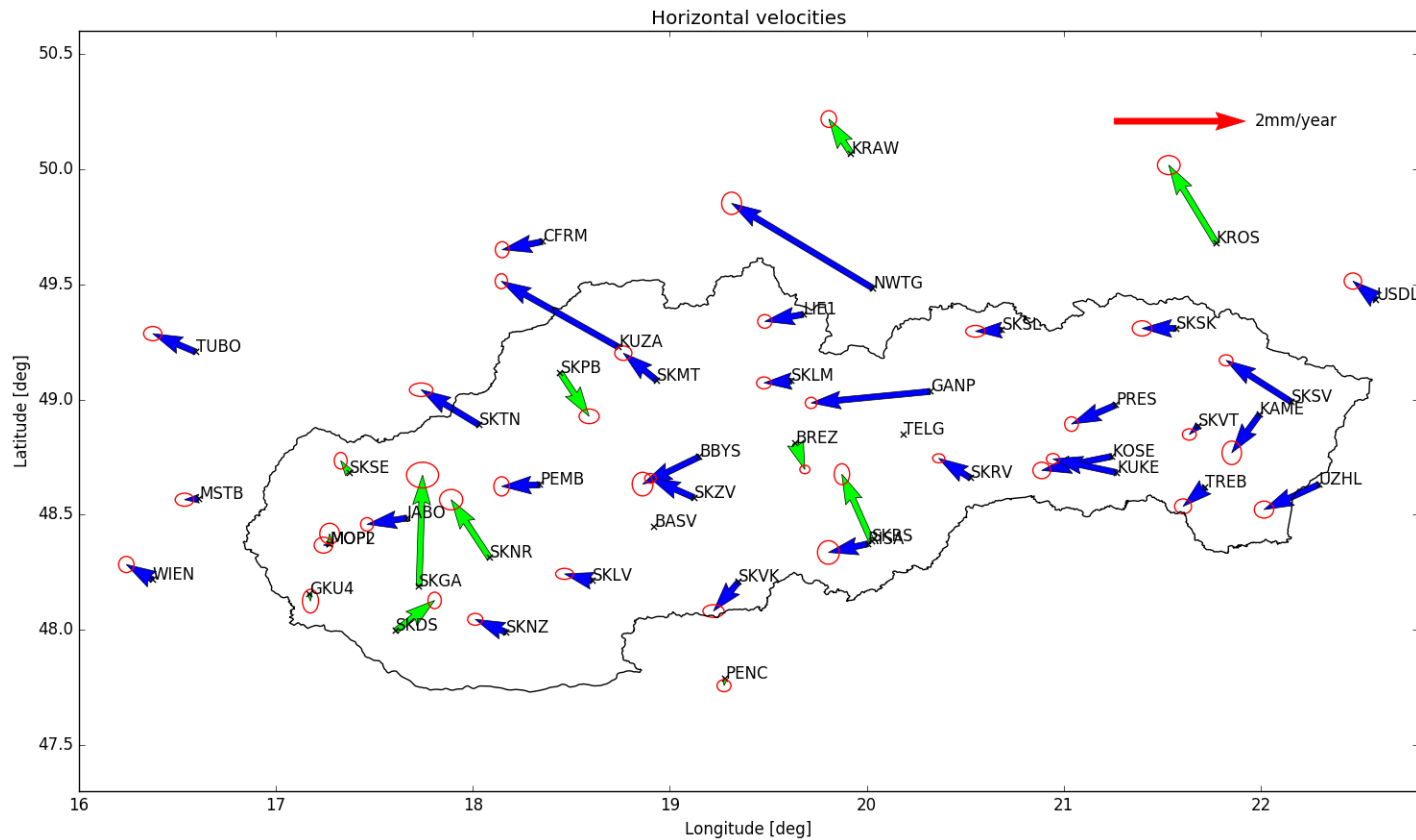 Horizontal velocities
50.5
2mm/year
KRAW
50.0
KROS
CFRM
49.5
NWTG
USDL
LIE1
SKSL
SKSK
TUBO
KUZA
SKPB
SKMT
SKLM
GANP
49.0
PRES
SKSV
KAME
SKTN
SKVT
BREZ
TELG
BBYS
KOSE
SKSE
KUKE
SKRV
PEMB
SKZV
TREB
UZHL
MSTB
48.5
JABO
BASV
MOP2
SKNR
SKRS
WIEN
GKU4
SKGA
SKLV
SKVK
48.0
SKDS
SKNZ
PENC
47.5
16
17
18
19
20
21
22
Longitude [deg]
Latitude [deg]